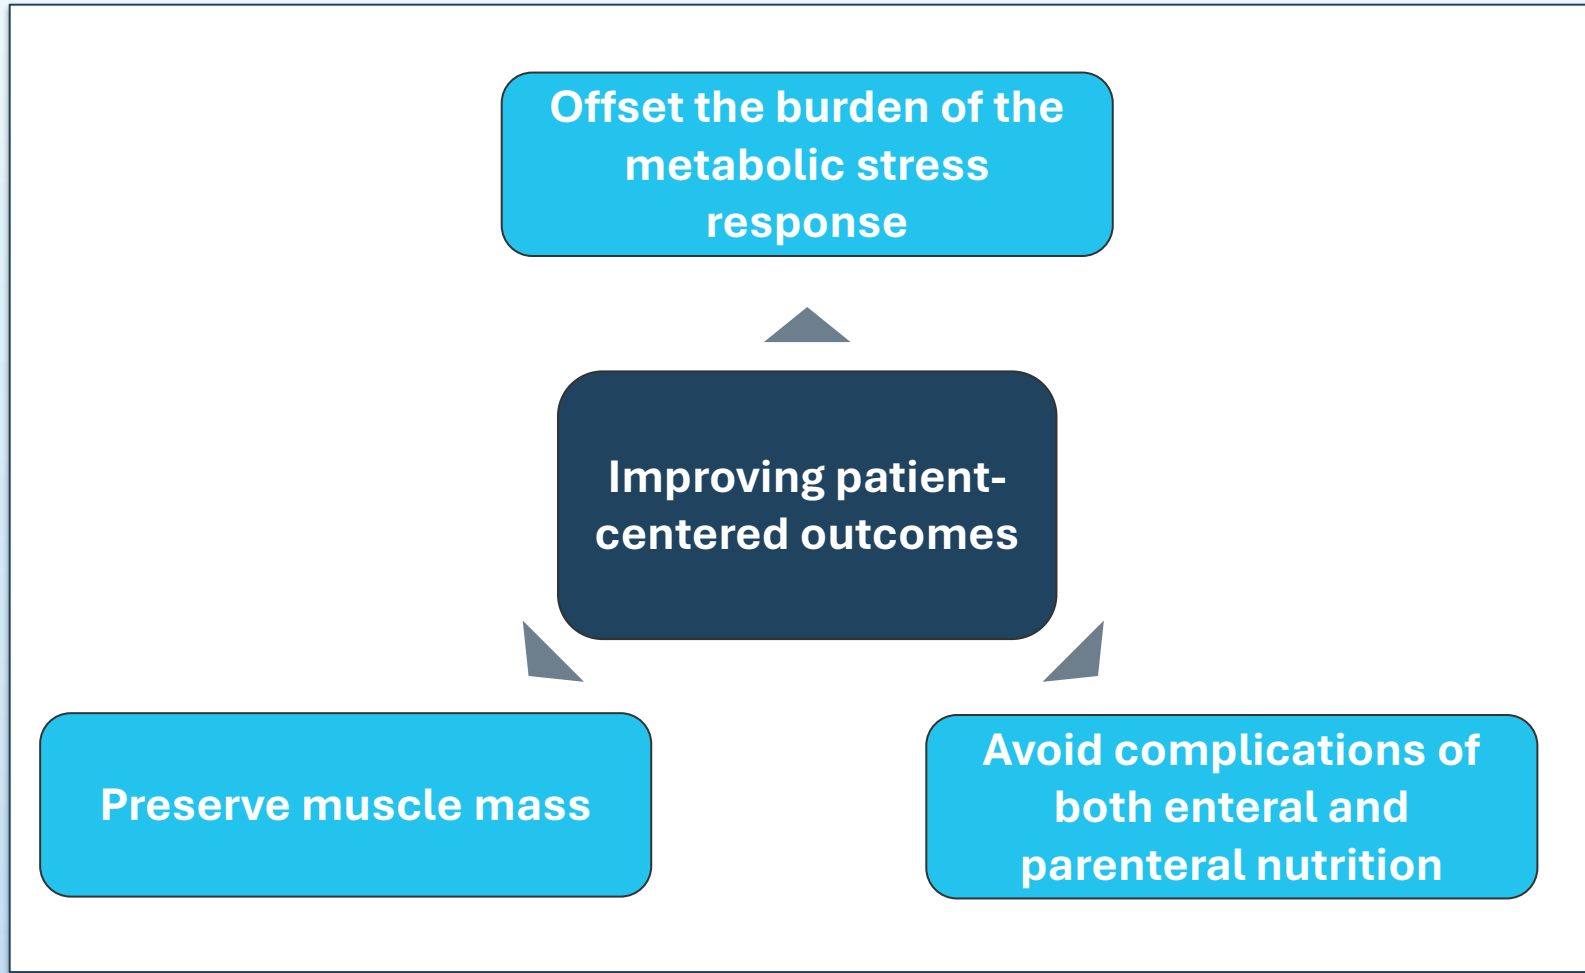 Offset the burden of the
metabolic stress
response
Improving patient-
centered outcomes
Preserve muscle mass
Avoid complications of
both enteral and
parenteral nutrition